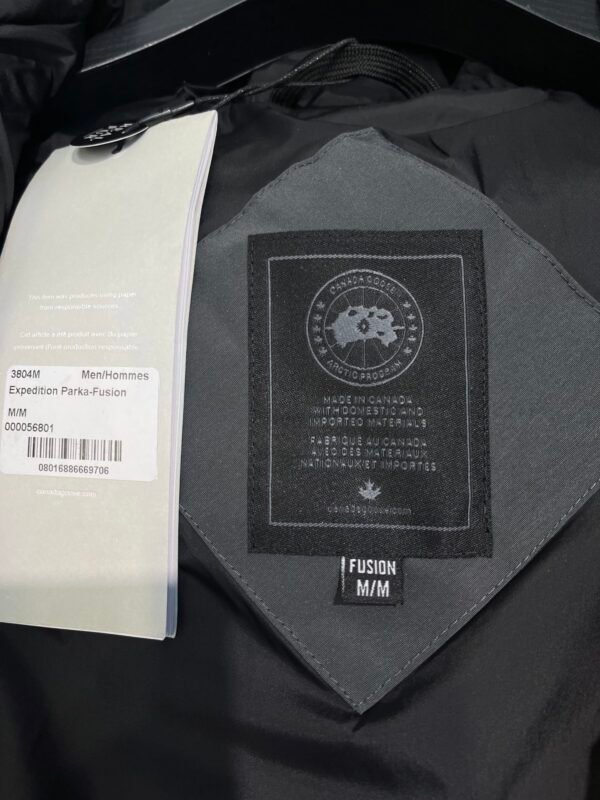 This item was produces using paper
from responsible sources.
Cet article a été produit avec du papier
provenant d'une production responsable.
3804M Men/Hommes
Expedition Parka-Fusion
M/M
000056801
08016886669706
canadagoose.com
CANADA GOOSE
ARCTIC PROGRAM
MADE IN CANADA
WITH DOMESTIC AND
IMPORTED MATERIALS
FABRIQUÉ AU CANADA
AVEC DES MATERIAUX
NATIONAUX ET IMPORTÉS
canadagoose.com
FUSION
M/M